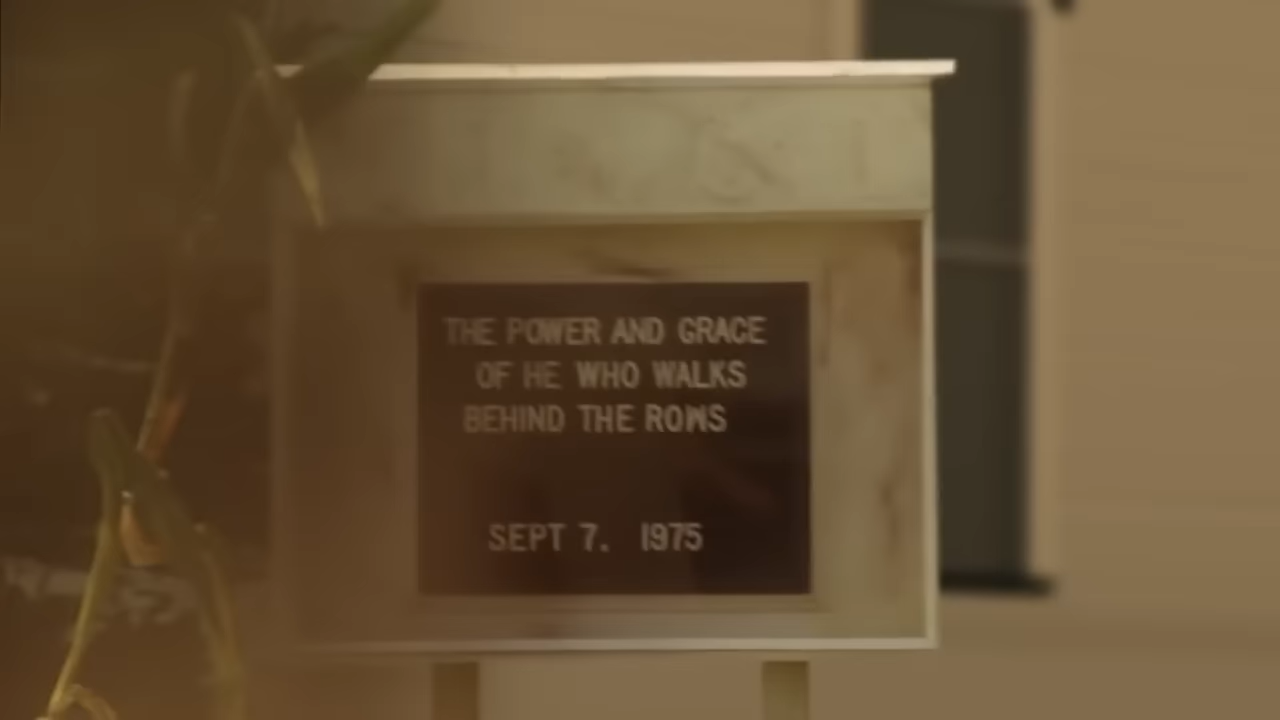 THE POWER AND GRACE
OF HE WHO WALKS
BEHIND THE ROWS
SEPT 7. 1975